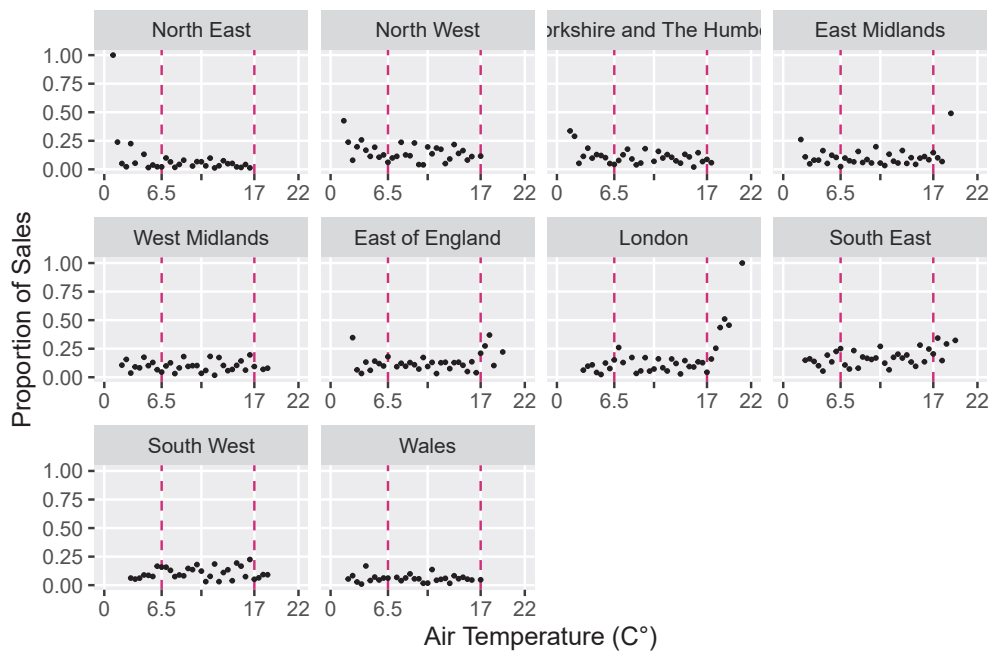 North East
North West
orkshire and The Humb
East Midlands
1.00
0.75
0.50
0.25
0.00
0 6.5 17 22
0 6.5 17 22
0 6.5 17 22
0 6.5 17 22
West Midlands
East of England
London
South East
1.00
0.75
0.50
0.25
0.00
0 6.5 17 22
0 6.5 17 22
0 6.5 17 22
0 6.5 17 22
South West
Wales
1.00
0.75
0.50
0.25
0.00
0 6.5 17 22
0 6.5 17 22
Proportion of Sales
Air Temperature (C°)